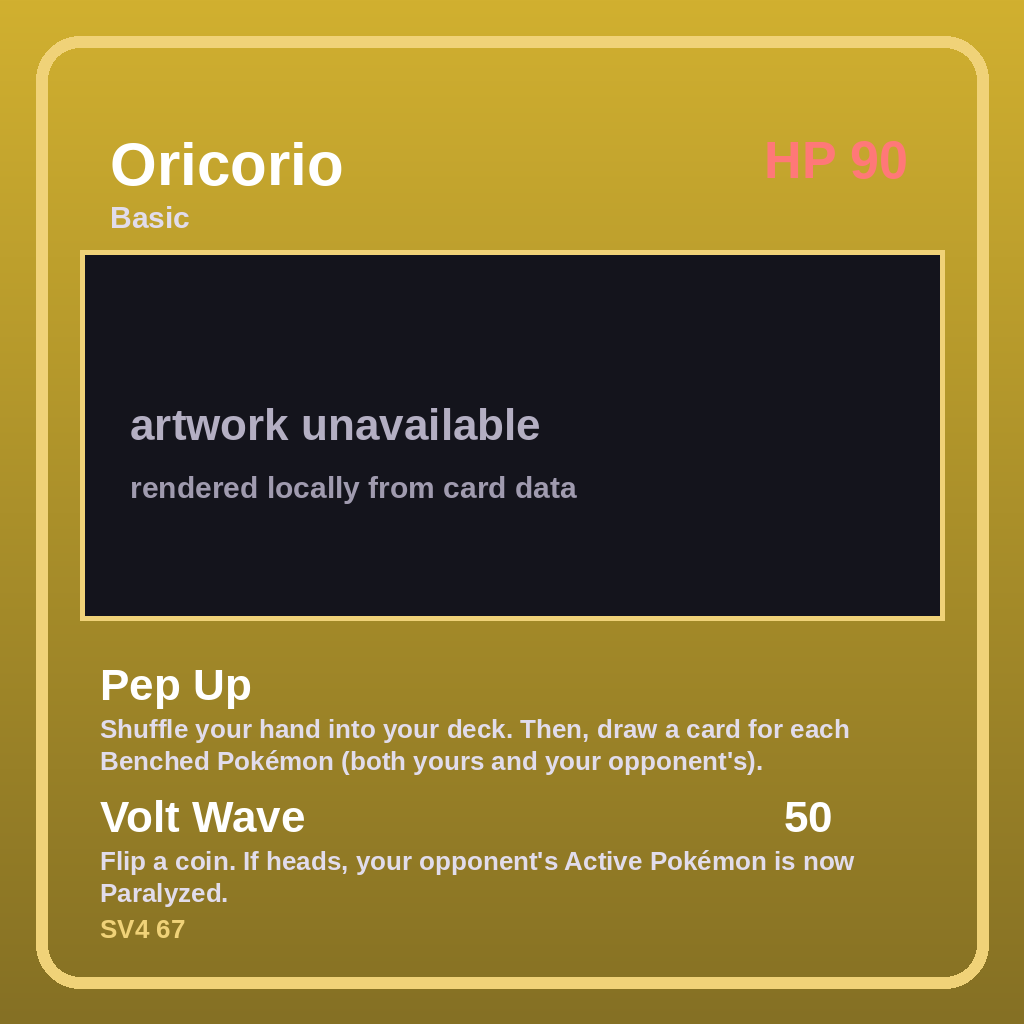 Oricorio
HP 90
Basic
artwork unavailable
rendered locally from card data
Pep Up
Shuffle your hand into your deck. Then, draw a card for each
Benched Pokémon (both yours and your opponent's).
Volt Wave 50
Flip a coin. If heads, your opponent's Active Pokémon is now
Paralyzed.
SV4 67